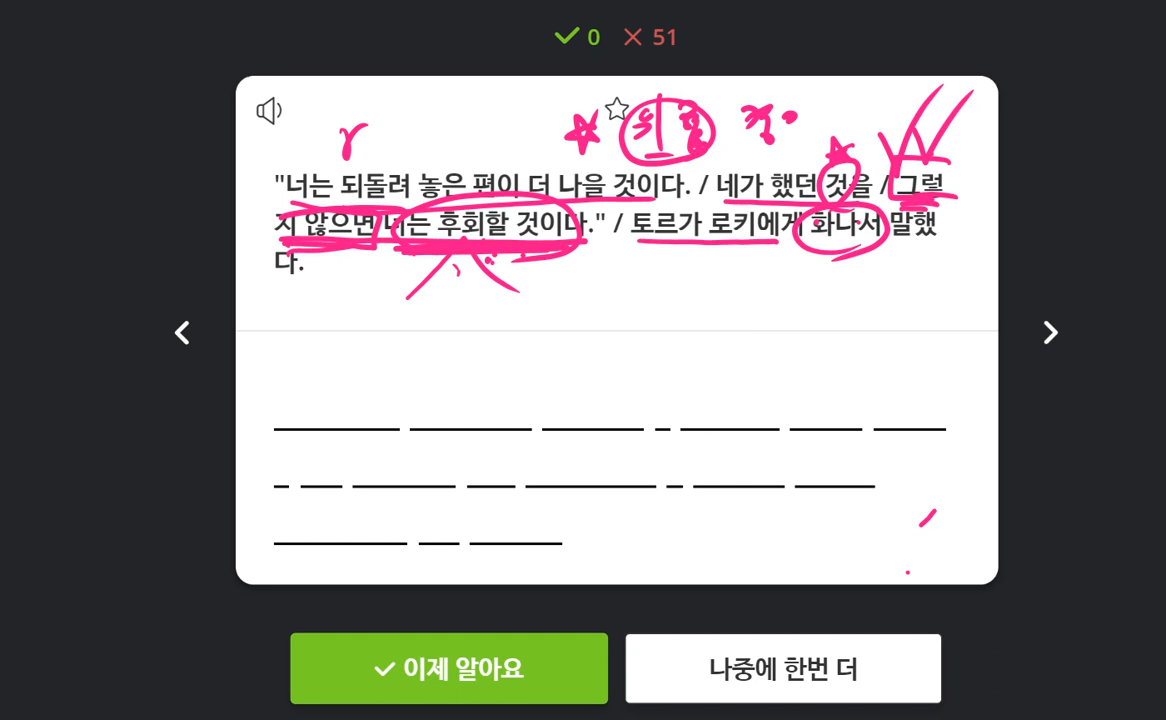 0 51
"너는 되돌려 놓은 편이 더 나을 것이다. / 네가 했던 것을 / 그렇
지 않으면 너는 후회할 것이다." / 토르가 로키에게 화나서 말했
다.
이제 알아요
나중에 한번 더